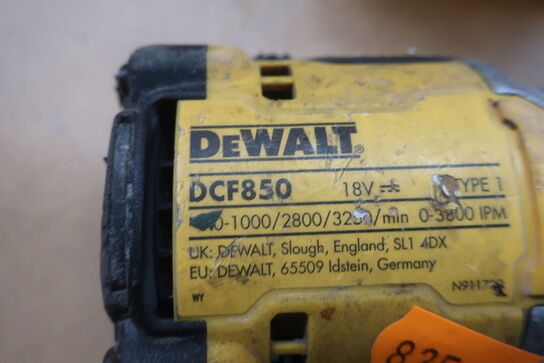 DEWALT®
DCF850 18V TYPE 1
0-1000/2800/3250/min 0-3800 IPM
UK: DEWALT, Slough, England, SL1 4DX
EU: DEWALT, 65509 Idstein, Germany
WY